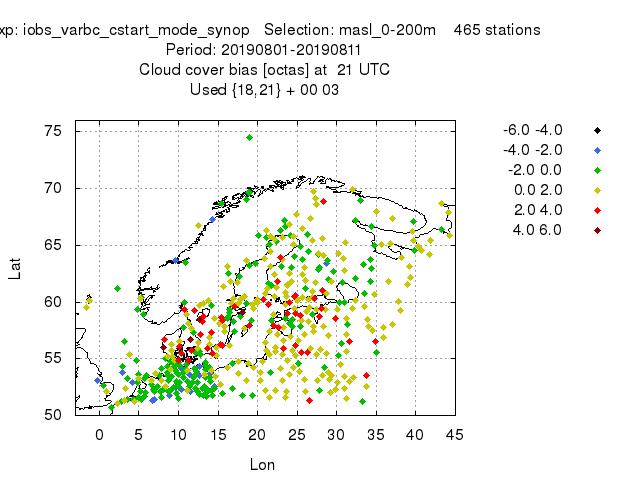 xp: iobs_varbc_cstart_mode_synop Selection: masl_0-200m 465 stations
Period: 20190801-20190811
Cloud cover bias [octas] at 21 UTC
Used {18,21} + 00 03
-6.0 -4.0
-4.0 -2.0
-2.0 0.0
0.0 2.0
2.0 4.0
4.0 6.0
75
70
65
60
55
50
Lat
0 5 10 15 20 25 30 35 40 45
Lon